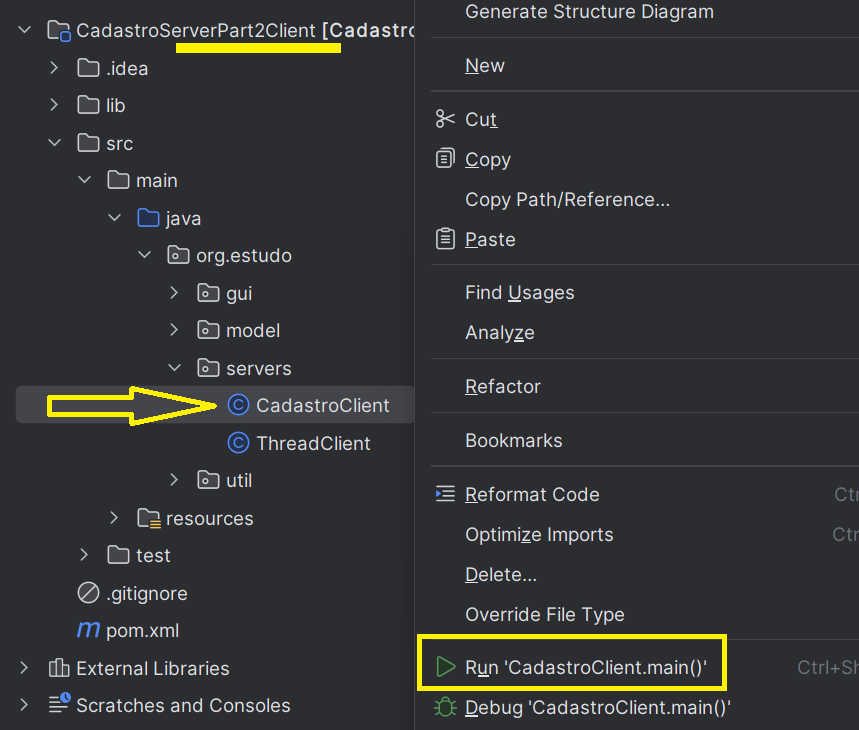 CadastroServerPart2Client [Cadastro
.idea
lib
src
main
java
org.estudo
gui
model
servers
CadastroClient
ThreadClient
util
resources
test
.gitignore
pom.xml
External Libraries
Scratches and Consoles
Generate Structure Diagram
New
Cut
Copy
Copy Path/Reference...
Paste
Find Usages
Analyze
Refactor
Bookmarks
Reformat Code Ctr
Optimize Imports Ctr
Delete...
Override File Type
Run 'CadastroClient.main()' Ctrl+Sh
Debug 'CadastroClient.main()'